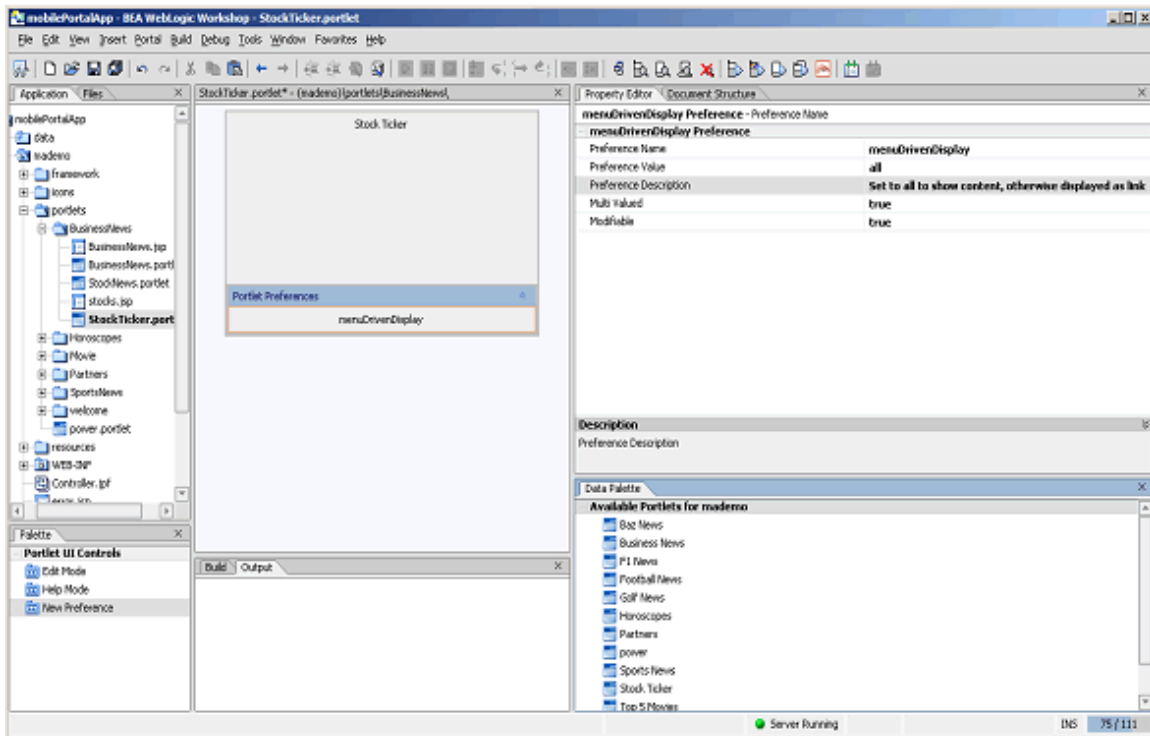 mobilePortalApp - BEA WebLogic Workshop - StockTicker.portlet
File Edit View Insert Portal Build Debug Tools Window Favorites Help
Application Files
mobilePortalApp
data
mademo
framework
icons
portlets
BusinessNews
BusinessNews.jsp
BusinessNews.portl
StockNews.portlet
stocks.jsp
StockTicker.port
Horoscopes
Movie
Partners
SportsNews
welcome
power.portlet
resources
WEB-INF
Controller.jpf
error.jsp
Palette
Portlet UI Controls
Edit Mode
Help Mode
New Preference
StockTicker.portlet* - {mademo}\portlets\BusinessNews\
Stock Ticker
Portlet Preferences
menuDrivenDisplay
Build Output
Property Editor Document Structure
menuDrivenDisplay Preference - Preference Name
menuDrivenDisplay Preference
Preference Name menuDrivenDisplay
Preference Value all
Preference Description Set to all to show content, otherwise displayed as link
Multi Valued true
Modifiable true
Description
Preference Description
Data Palette
Available Portlets for mademo
Baz News
Business News
F1 News
Football News
Golf News
Horoscopes
Partners
power
Sports News
Stock Ticker
Top 5 Movies
Server Running INS 75/111